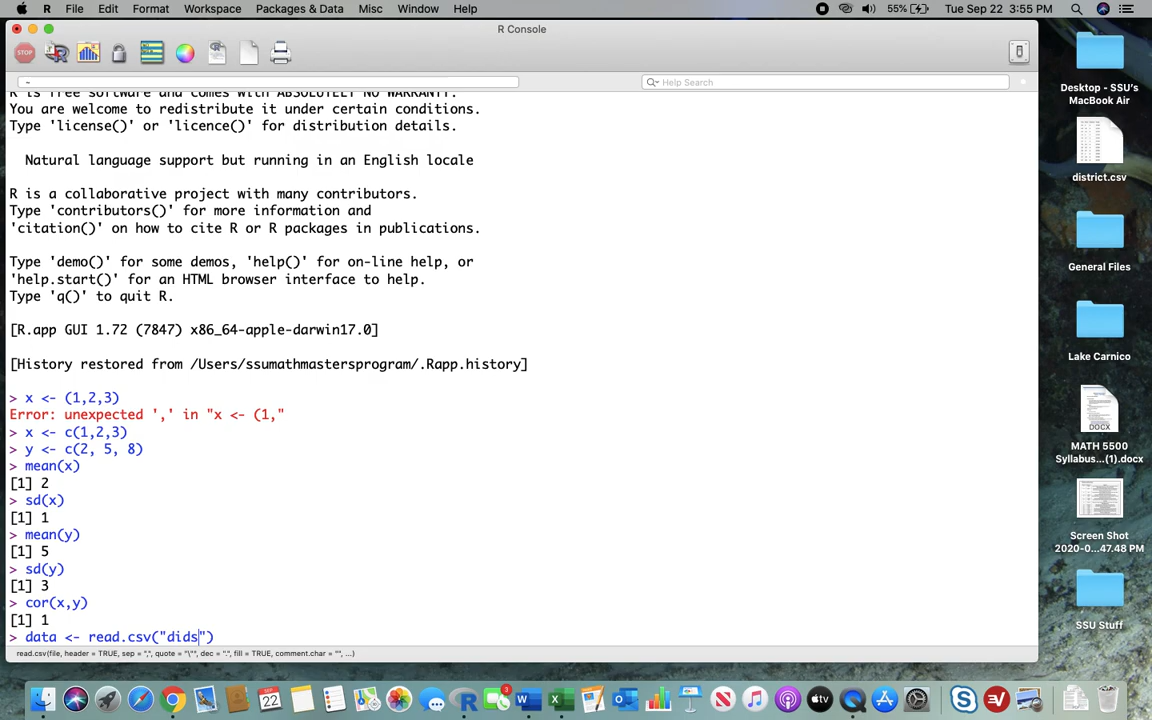 R File Edit Format Workspace Packages & Data Misc Window Help 55% Tue Sep 22 3:55 PM
R Console
STOP
~ Help Search
R is free software and comes with ABSOLUTELY NO WARRANTY.
You are welcome to redistribute it under certain conditions.
Type 'license()' or 'licence()' for distribution details.
Natural language support but running in an English locale
R is a collaborative project with many contributors.
Type 'contributors()' for more information and
'citation()' on how to cite R or R packages in publications.
Type 'demo()' for some demos, 'help()' for on-line help, or
'help.start()' for an HTML browser interface to help.
Type 'q()' to quit R.
[R.app GUI 1.72 (7847) x86_64-apple-darwin17.0]
[History restored from /Users/ssumathmastersprogram/.Rapp.history]
> x <- (1,2,3)
Error: unexpected ',' in "x <- (1,"
> x <- c(1,2,3)
> y <- c(2, 5, 8)
> mean(x)
[1] 2
> sd(x)
[1] 1
> mean(y)
[1] 5
> sd(y)
[1] 3
> cor(x,y)
[1] 1
> data <- read.csv("dids")
read.csv(file, header = TRUE, sep = ",", quote = "\"", dec = ".", fill = TRUE, comment.char = "", ...)
Desktop - SSU's
MacBook Air
district.csv
General Files
Lake Carnico
DOCX
MATH 5500
Syllabus...(1).docx
Screen Shot
2020-0...47.48 PM
SSU Stuff
SEP
22
3
tv